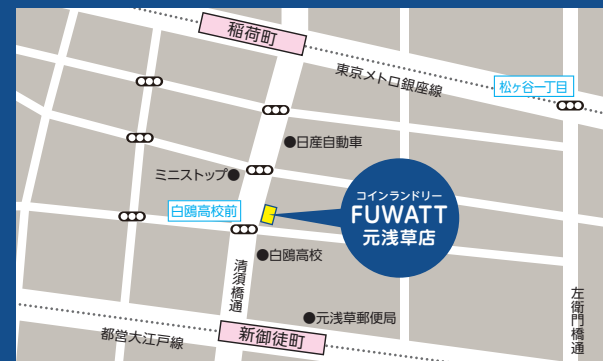 稲荷町
東京メトロ銀座線
松ヶ谷一丁目
●日産自動車
ミニストップ●
コインランドリー
FUWATT
元浅草店
白鴎高校前
●白鴎高校
清須橋通
左衛門橋通
●元浅草郵便局
都営大江戸線
新御徒町